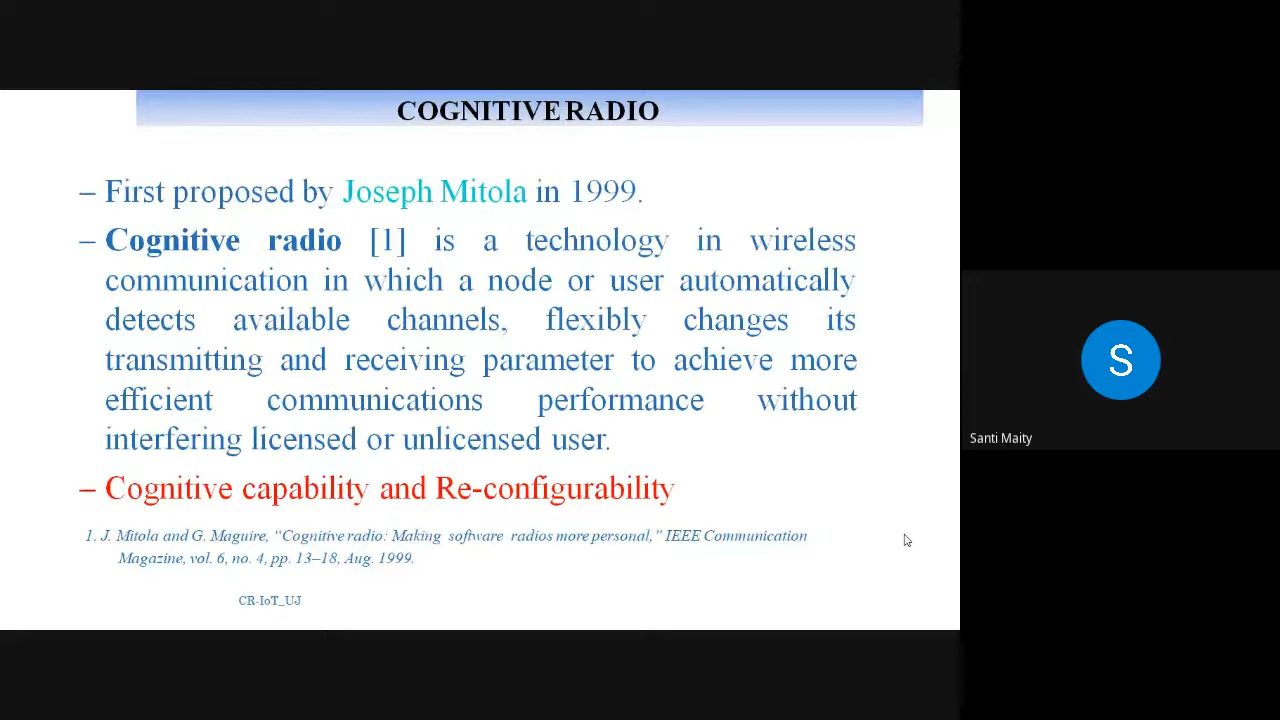 COGNITIVE RADIO
– First proposed by Joseph Mitola in 1999.
– Cognitive radio [1] is a technology in wireless
communication in which a node or user automatically
detects available channels, flexibly changes its
transmitting and receiving parameter to achieve more
efficient communications performance without
interfering licensed or unlicensed user.
– Cognitive capability and Re-configurability
1. J. Mitola and G. Maguire, “Cognitive radio: Making software radios more personal,” IEEE Communication
Magazine, vol. 6, no. 4, pp. 13–18, Aug. 1999.
CR-IoT_UJ
S
Santi Maity